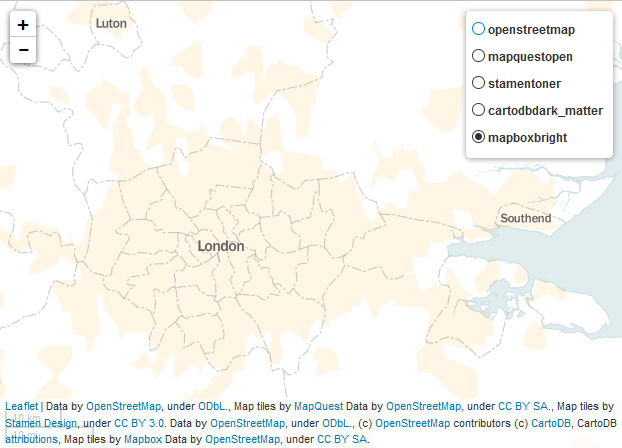 Luton
+
−
openstreetmap
mapquestopen
stamentoner
cartodbdark_matter
mapboxbright
Southend
London
10 km
10 mi
Leaflet | Data by OpenStreetMap, under ODbL., Map tiles by MapQuest Data by OpenStreetMap, under CC BY SA., Map tiles by
Stamen Design, under CC BY 3.0. Data by OpenStreetMap, under ODbL., (c) OpenStreetMap contributors (c) CartoDB, CartoDB
attributions, Map tiles by Mapbox Data by OpenStreetMap, under CC BY SA.